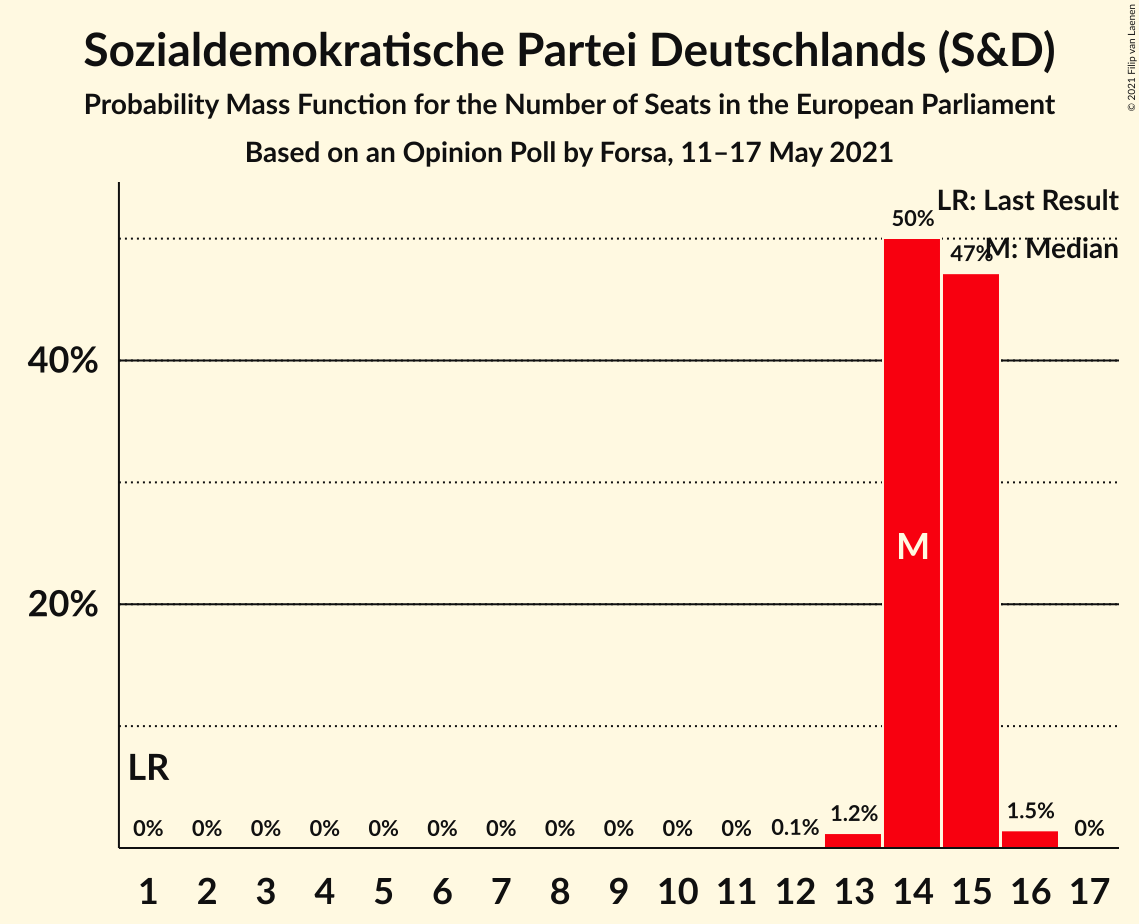 Sozialdemokratische Partei Deutschlands (S&D)
Probability Mass Function for the Number of Seats in the European Parliament
Based on an Opinion Poll by Forsa, 11–17 May 2021
© 2021 Filip van Laenen
LR: Last Result
M: Median
50%
47%
40%
M
20%
LR
0% 0% 0% 0% 0% 0% 0% 0% 0% 0% 0% 0.1% 1.2% 1.5% 0%
1 2 3 4 5 6 7 8 9 10 11 12 13 14 15 16 17